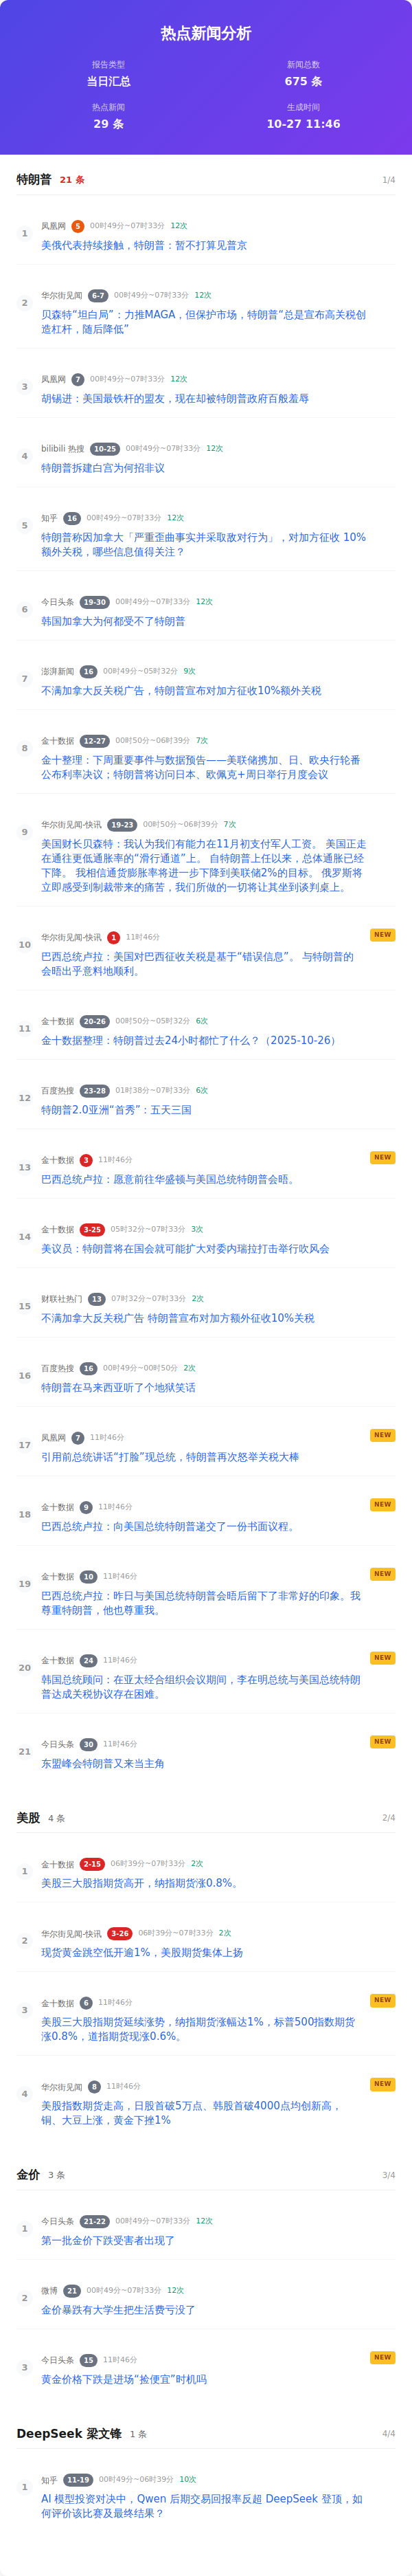 热点新闻分析
报告类型
当日汇总
新闻总数
675 条
热点新闻
29 条
生成时间
10-27 11:46
特朗普 21 条 1/4
1
凤凰网 5 00时49分~07时33分 12次
美俄代表持续接触，特朗普：暂不打算见普京
2
华尔街见闻 6-7 00时49分~07时33分 12次
贝森特“坦白局”：力推MAGA，但保护市场，特朗普“总是宣布高关税创
造杠杆，随后降低”
3
凤凰网 7 00时49分~07时33分 12次
胡锡进：美国最铁杆的盟友，现在却被特朗普政府百般羞辱
4
bilibili 热搜 10-25 00时49分~07时33分 12次
特朗普拆建白宫为何招非议
5
知乎 16 00时49分~07时33分 12次
特朗普称因加拿大「严重歪曲事实并采取敌对行为」，对加方征收 10%
额外关税，哪些信息值得关注？
6
今日头条 19-30 00时49分~07时33分 12次
韩国加拿大为何都受不了特朗普
7
澎湃新闻 16 00时49分~05时32分 9次
不满加拿大反关税广告，特朗普宣布对加方征收10%额外关税
8
金十数据 12-27 00时50分~06时39分 7次
金十整理：下周重要事件与数据预告——美联储携加、日、欧央行轮番
公布利率决议；特朗普将访问日本、欧佩克+周日举行月度会议
9
华尔街见闻-快讯 19-23 00时50分~06时39分 7次
美国财长贝森特：我认为我们有能力在11月初支付军人工资。 美国正走
在通往更低通胀率的“滑行通道”上。 自特朗普上任以来，总体通胀已经
下降。 我相信通货膨胀率将进一步下降到美联储2%的目标。 俄罗斯将
立即感受到制裁带来的痛苦，我们所做的一切将让其坐到谈判桌上。
10
华尔街见闻-快讯 1 11时46分 NEW
巴西总统卢拉：美国对巴西征收关税是基于“错误信息”。 与特朗普的
会晤出乎意料地顺利。
11
金十数据 20-26 00时50分~05时32分 6次
金十数据整理：特朗普过去24小时都忙了什么？（2025-10-26）
12
百度热搜 23-28 01时38分~07时33分 6次
特朗普2.0亚洲“首秀”：五天三国
13
金十数据 3 11时46分 NEW
巴西总统卢拉：愿意前往华盛顿与美国总统特朗普会晤。
14
金十数据 3-25 05时32分~07时33分 3次
美议员：特朗普将在国会就可能扩大对委内瑞拉打击举行吹风会
15
财联社热门 13 07时32分~07时33分 2次
不满加拿大反关税广告 特朗普宣布对加方额外征收10%关税
16
百度热搜 16 00时49分~00时50分 2次
特朗普在马来西亚听了个地狱笑话
17
凤凰网 7 11时46分 NEW
引用前总统讲话“打脸”现总统，特朗普再次怒举关税大棒
18
金十数据 9 11时46分 NEW
巴西总统卢拉：向美国总统特朗普递交了一份书面议程。
19
金十数据 10 11时46分 NEW
巴西总统卢拉：昨日与美国总统特朗普会晤后留下了非常好的印象。我
尊重特朗普，他也尊重我。
20
金十数据 24 11时46分 NEW
韩国总统顾问：在亚太经合组织会议期间，李在明总统与美国总统特朗
普达成关税协议存在困难。
21
今日头条 30 11时46分 NEW
东盟峰会特朗普又来当主角
美股 4 条 2/4
1
金十数据 2-15 06时39分~07时33分 2次
美股三大股指期货高开，纳指期货涨0.8%。
2
华尔街见闻-快讯 3-26 06时39分~07时33分 2次
现货黄金跳空低开逾1%，美股期货集体上扬
3
金十数据 6 11时46分 NEW
美股三大股指期货延续涨势，纳指期货涨幅达1%，标普500指数期货
涨0.8%，道指期货现涨0.6%。
4
华尔街见闻 8 11时46分 NEW
美股指数期货走高，日股首破5万点、韩股首破4000点均创新高，
铜、大豆上涨，黄金下挫1%
金价 3 条 3/4
1
今日头条 21-22 00时49分~07时33分 12次
第一批金价下跌受害者出现了
2
微博 21 00时49分~07时33分 12次
金价暴跌有大学生把生活费亏没了
3
今日头条 15 11时46分 NEW
黄金价格下跌是进场“捡便宜”时机吗
DeepSeek 梁文锋 1 条 4/4
1
知乎 11-19 00时49分~06时39分 10次
AI 模型投资对决中，Qwen 后期交易回报率反超 DeepSeek 登顶，如
何评价该比赛及最终结果？